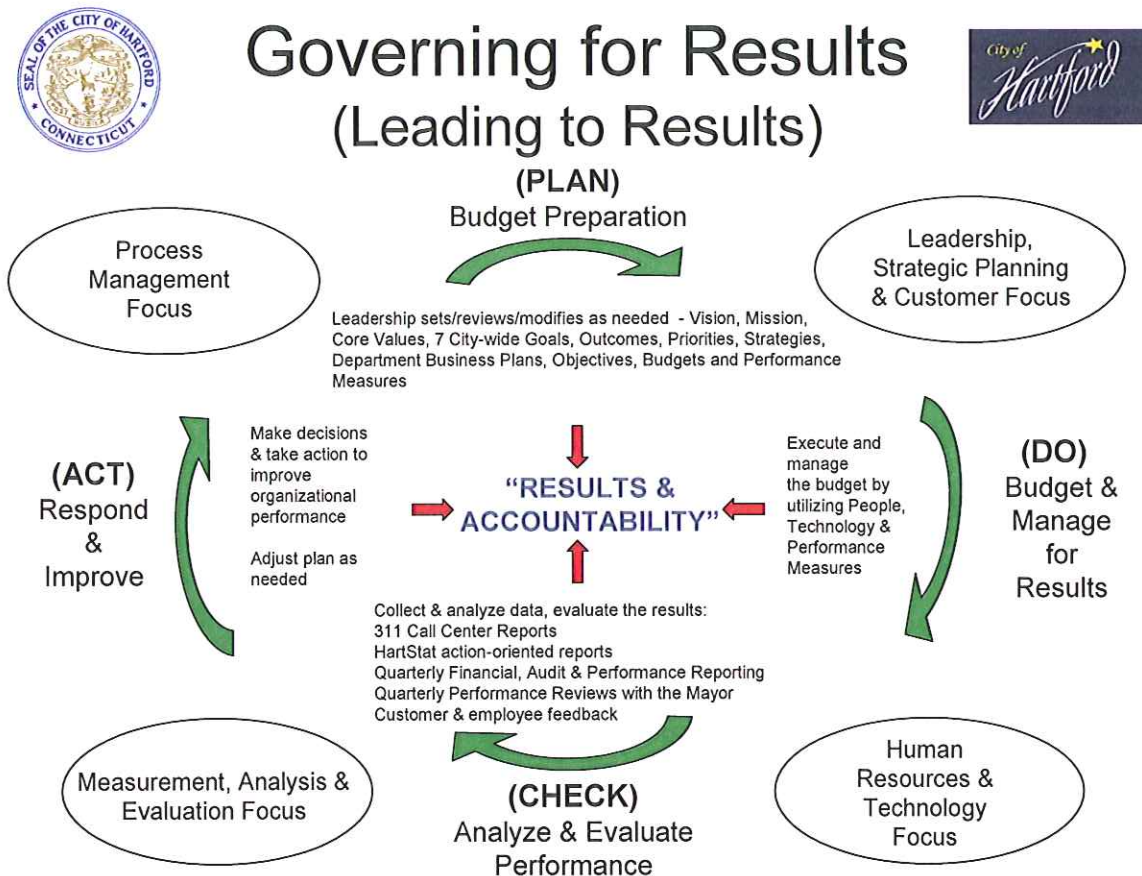 SEAL OF THE CITY OF HARTFORD
CONNECTICUT
Governing for Results
(Leading to Results)
City of
Hartford
(PLAN)
Budget Preparation
Process
Management
Focus
Leadership,
Strategic Planning
& Customer Focus
Leadership sets/reviews/modifies as needed - Vision, Mission,
Core Values, 7 City-wide Goals, Outcomes, Priorities, Strategies,
Department Business Plans, Objectives, Budgets and Performance
Measures
(ACT)
Respond
&
Improve
Make decisions
& take action to
improve
organizational
performance
Adjust plan as
needed
“RESULTS &
ACCOUNTABILITY”
Execute and
manage
the budget by
utilizing People,
Technology &
Performance
Measures
(DO)
Budget &
Manage
for
Results
Collect & analyze data, evaluate the results:
311 Call Center Reports
HartStat action-oriented reports
Quarterly Financial, Audit & Performance Reporting
Quarterly Performance Reviews with the Mayor
Customer & employee feedback
Measurement, Analysis &
Evaluation Focus
(CHECK)
Analyze & Evaluate
Performance
Human
Resources &
Technology
Focus